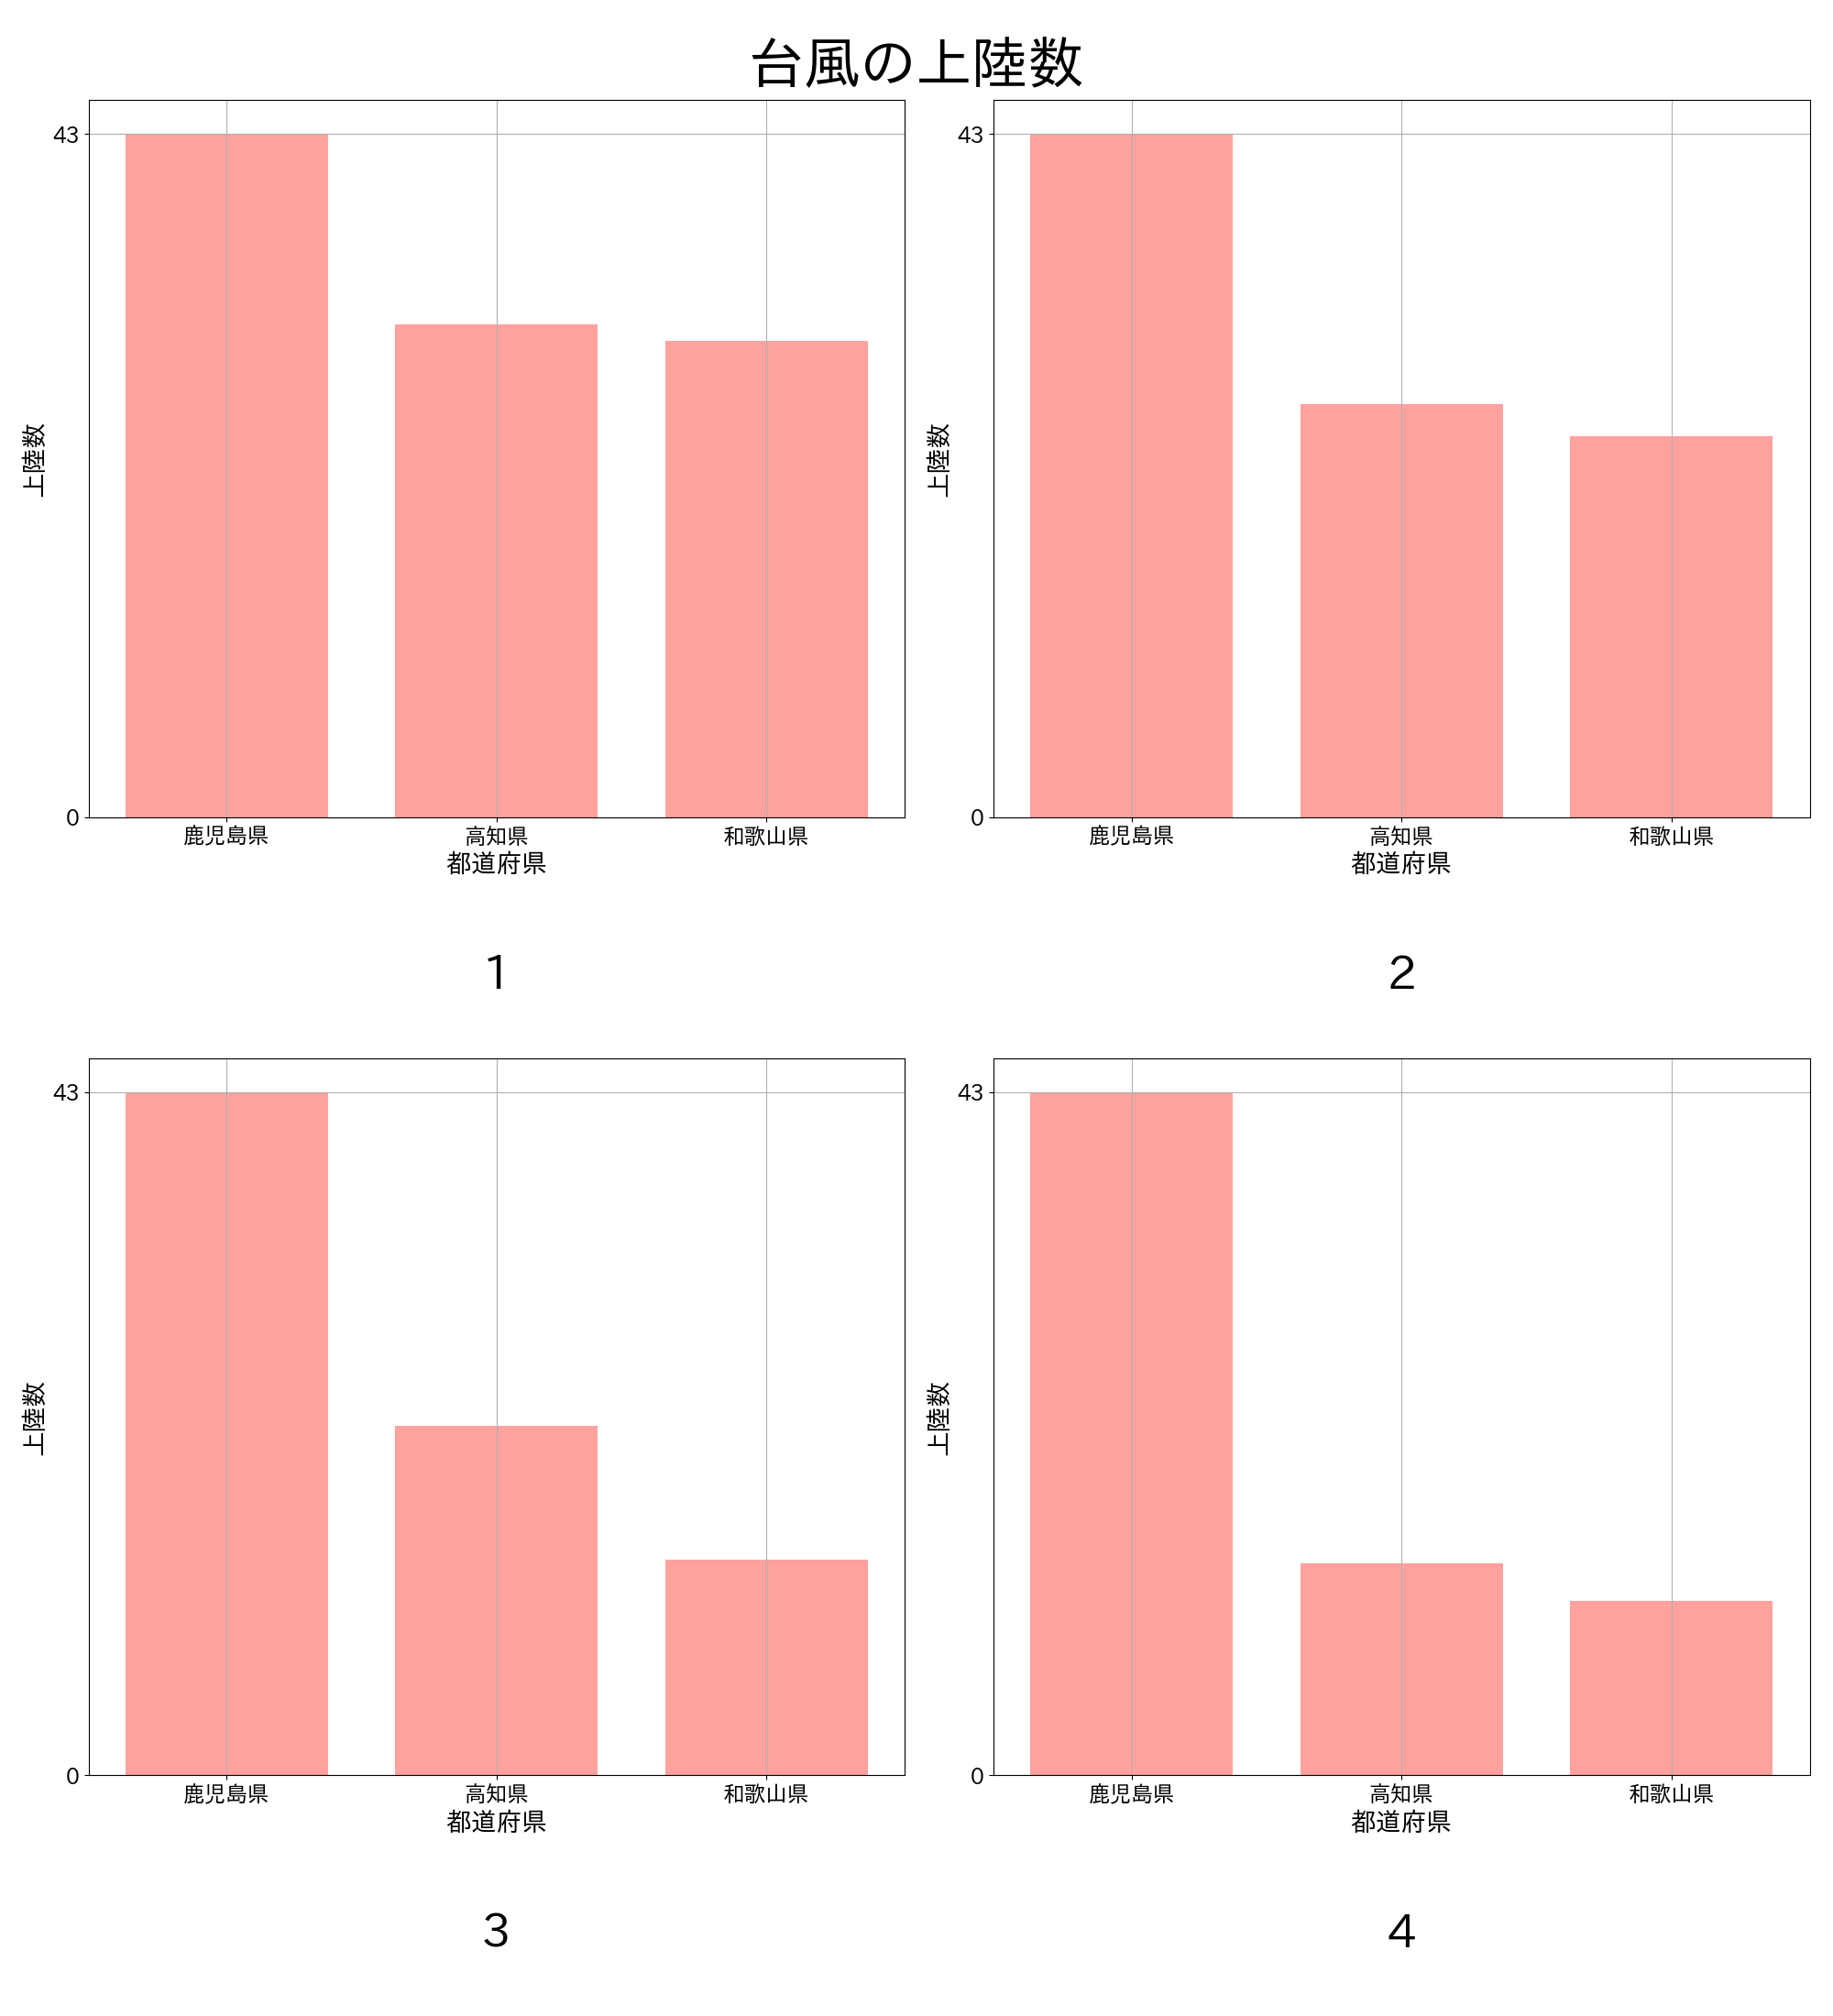 台風の上陸数
43
0
上陸数
鹿児島県 高知県 和歌山県
都道府県
1
43
0
上陸数
鹿児島県 高知県 和歌山県
都道府県
2
43
0
上陸数
鹿児島県 高知県 和歌山県
都道府県
3
43
0
上陸数
鹿児島県 高知県 和歌山県
都道府県
4